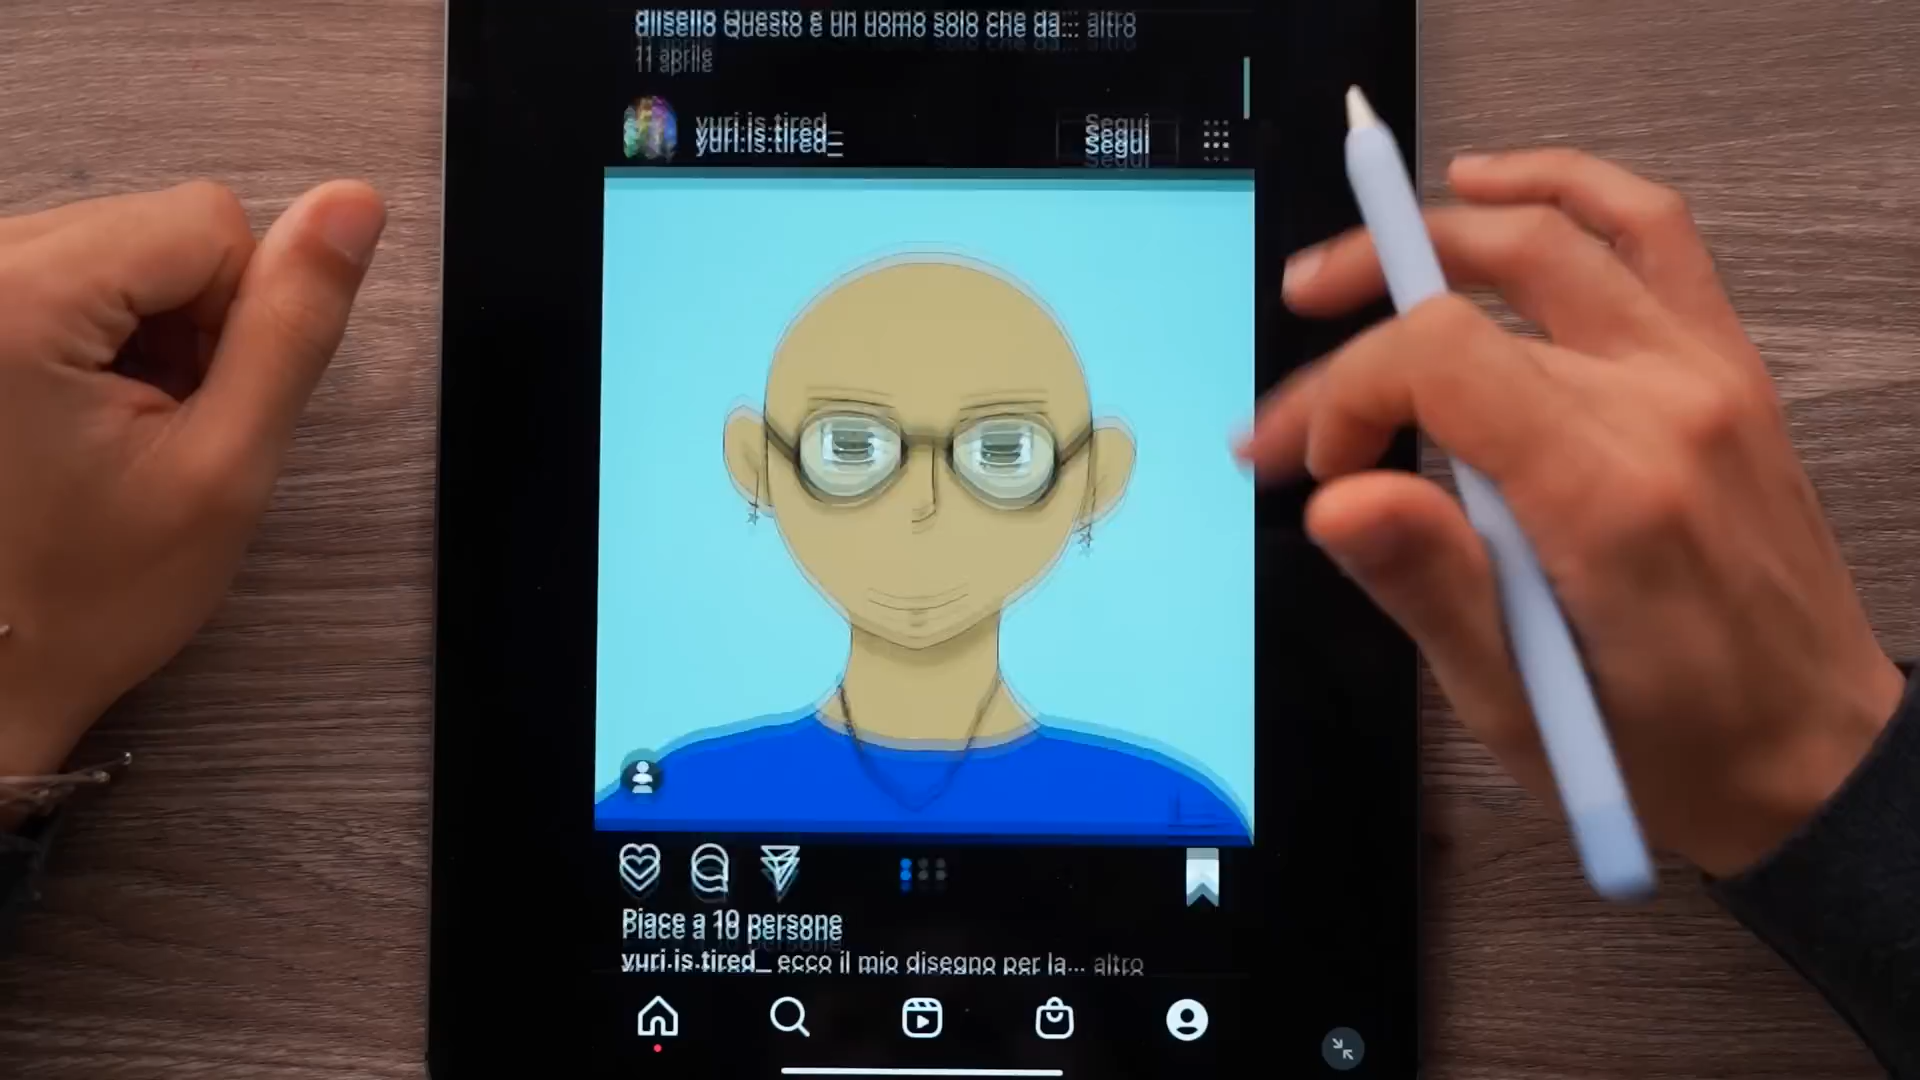 dilsello Questo è un uomo solo che da... altro
11 aprile
yuri.is.tired_
Segui
Piace a 10 persone
yuri.is.tired_ ecco il mio disegno per la... altro